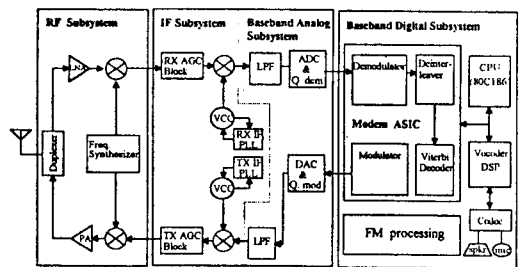 RF Subsystem
IF Subsystem
Baseband Analog
Subsystem
Baseband Digital Subsystem
LNA
RX AGC
Block
LPF
ADC
&
Q. dem
Demodulator
Deinter-
leaver
CPU
(80C186)
VCO
RX IF
PLL
Modem ASIC
Duplexer
Freq.
Synthesizer
TX IF
PLL
VCO
DAC
&
Q. mod
Modulator
Viterbi
Decoder
Vocoder
DSP
PA
TX AGC
Block
LPF
FM processing
Codec
spkr
mic